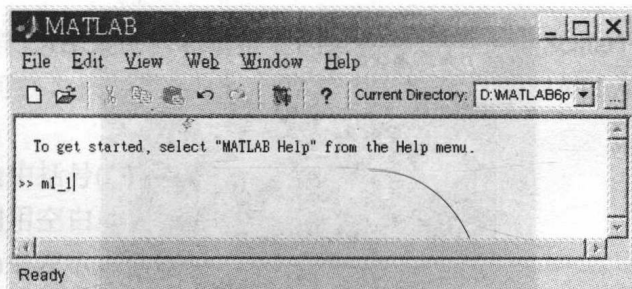 MATLAB
File Edit View Web Window Help
? Current Directory: D:\MATLAB6p
...
To get started, select "MATLAB Help" from the Help menu.
>> m1_1
Ready